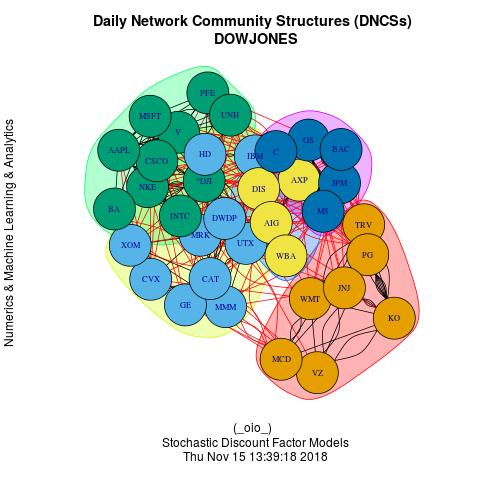 Daily Network Community Structures (DNCSs)
DOWJONES
Numerics & Machine Learning & Analytics
PFE
MSFT
UNH
V
GS
AAPL
CSCO
HD
IBM
C
BAC
NKE
^DJI
DIS
AXP
JPM
BA
INTC
DWDP
AIG
MS
TRV
XOM
MRK
UTX
WBA
PG
CVX
CAT
WMT
JNJ
GE
MMM
KO
MCD
VZ
(_oio_)
Stochastic Discount Factor Models
Thu Nov 15 13:39:18 2018